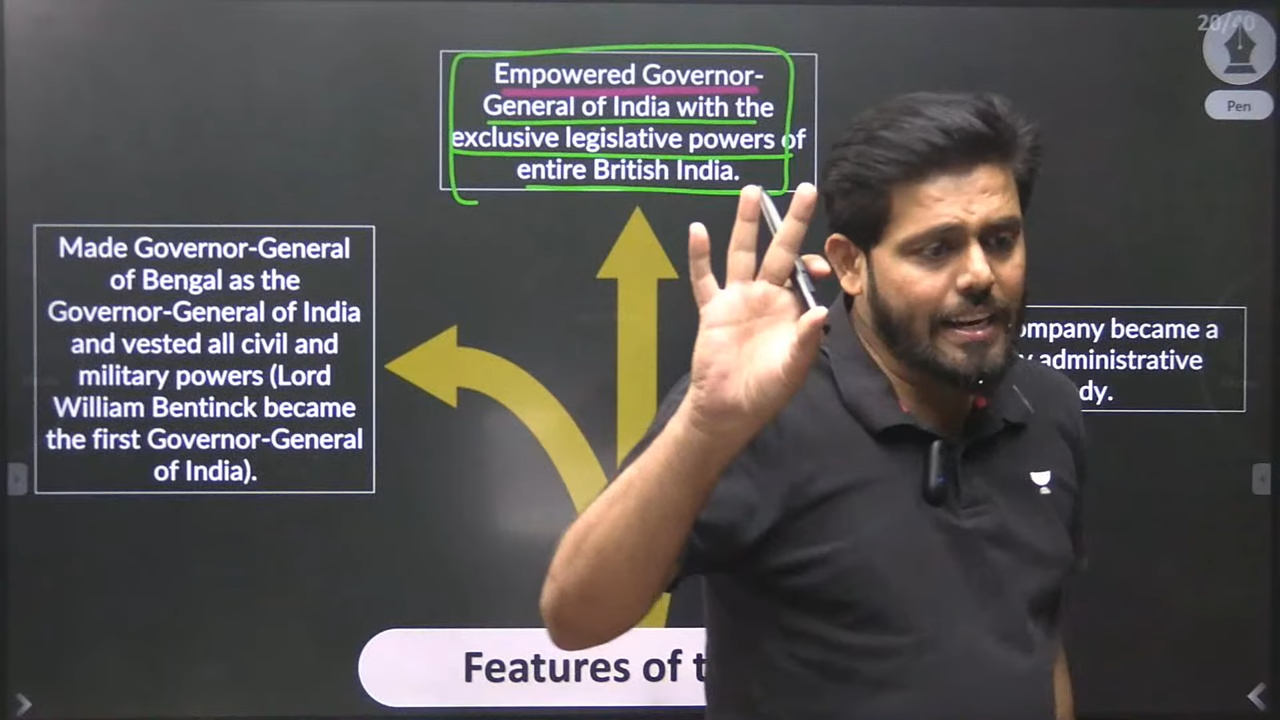 20/40
Pen
Empowered Governor-
General of India with the
exclusive legislative powers of
entire British India.
Made Governor-General
of Bengal as the
Governor-General of India
and vested all civil and
military powers (Lord
William Bentinck became
the first Governor-General
of India).
became a
administrative
Features of